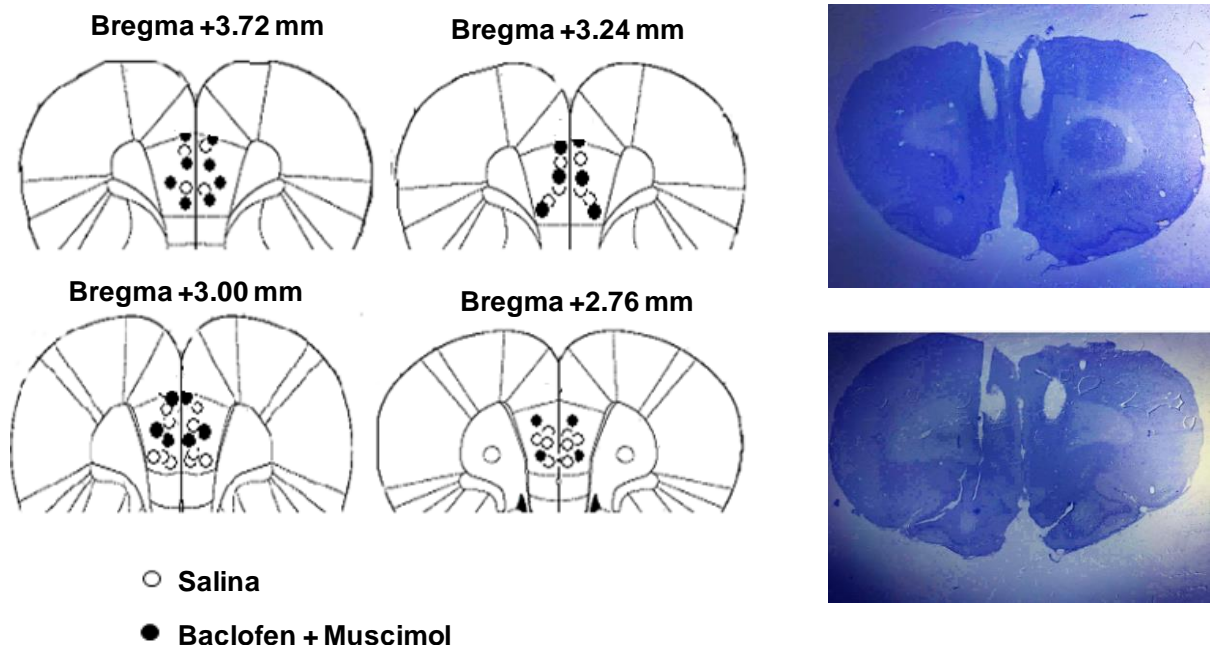 Bregma +3.72 mm
Bregma +3.24 mm
Bregma +3.00 mm
Bregma +2.76 mm
Salina
Baclofen + Muscimol